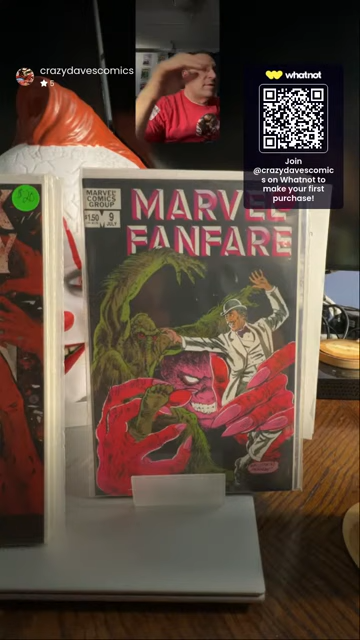 crazydavescomics
★5
whatnot
Join
@crazydavescomic
s on Whatnot to
make your first
purchase!
MARVEL
COMICS
GROUP
$1.50
9
JULY
MARVEL
FANFARE